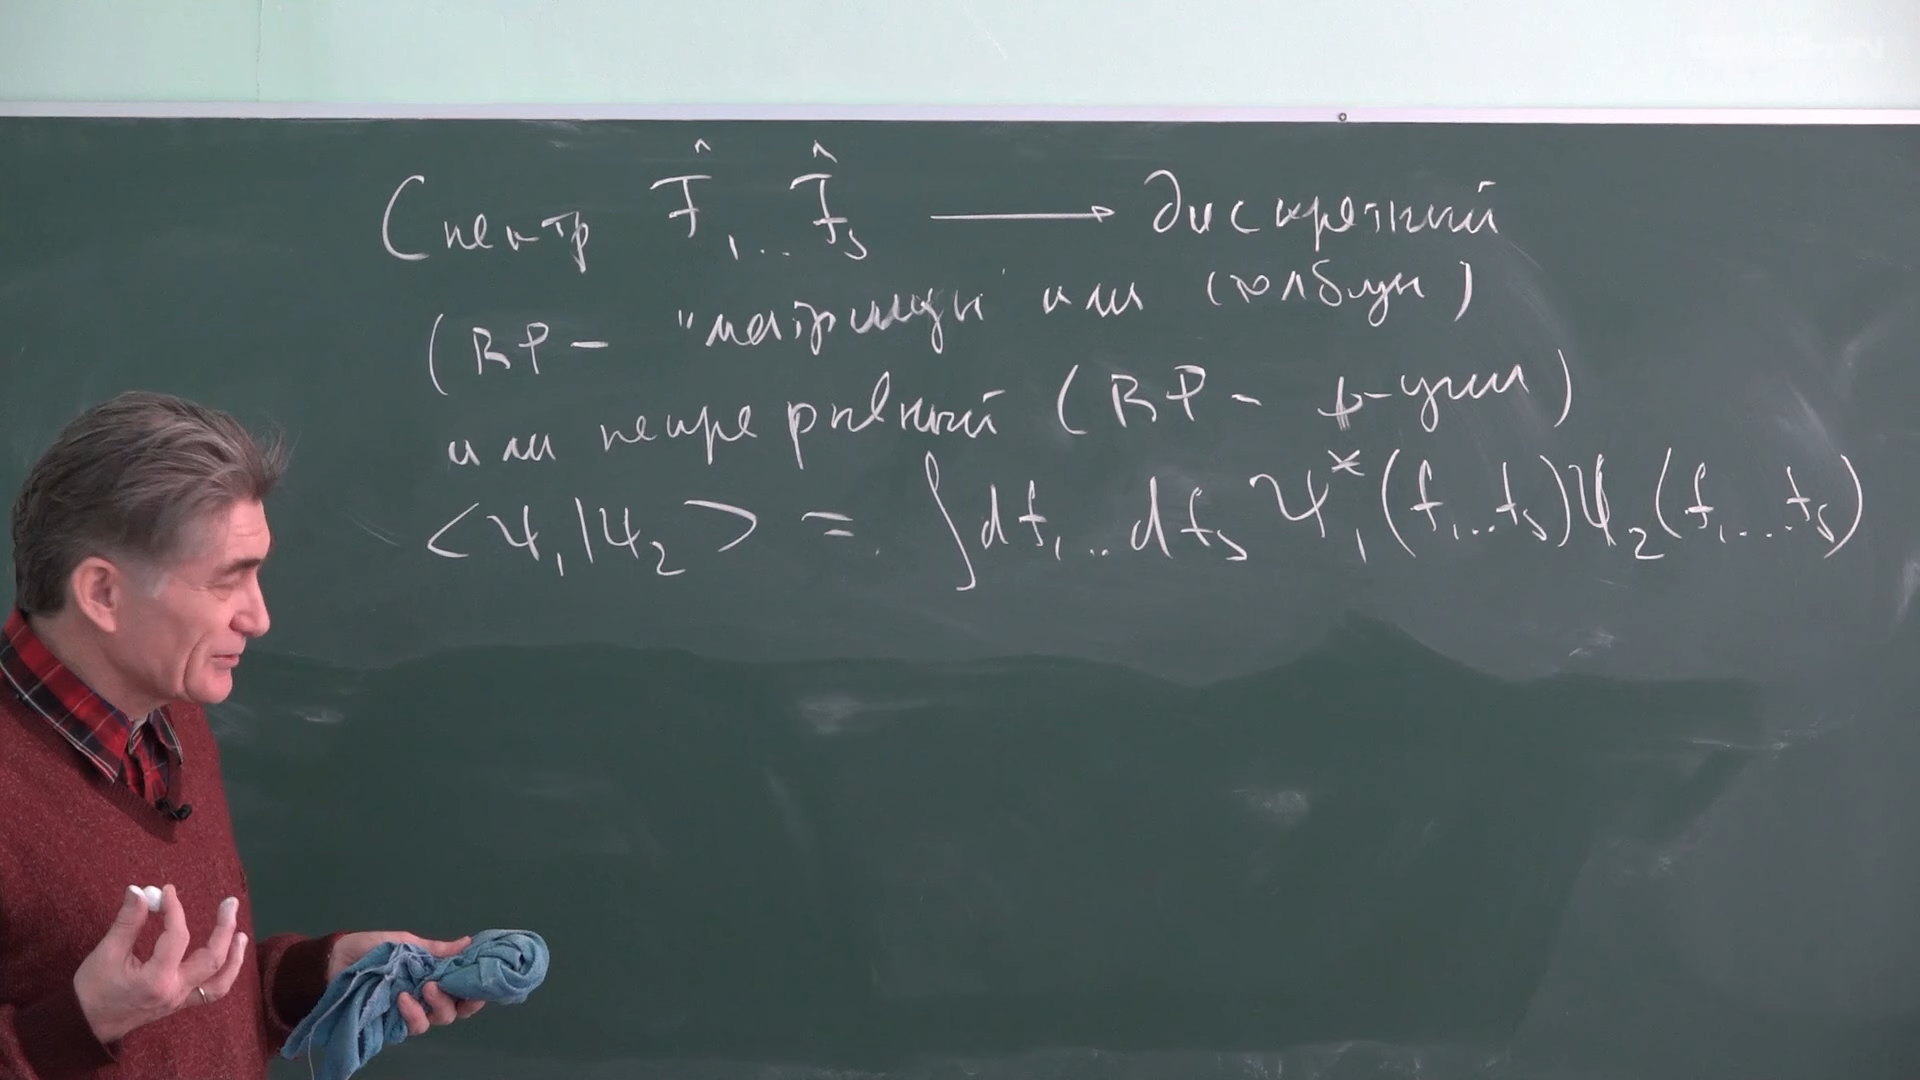 Спектр F̂₁... F̂ₛ ⟶ дискретный
(ВФ – "матрицы" или столбцы)
или непрерывный (ВФ – ф-ции)
<Ψ₁|Ψ₂> = ∫df₁...dfₛ Ψ₁*(f₁...fₛ)Ψ₂(f₁...fₛ)